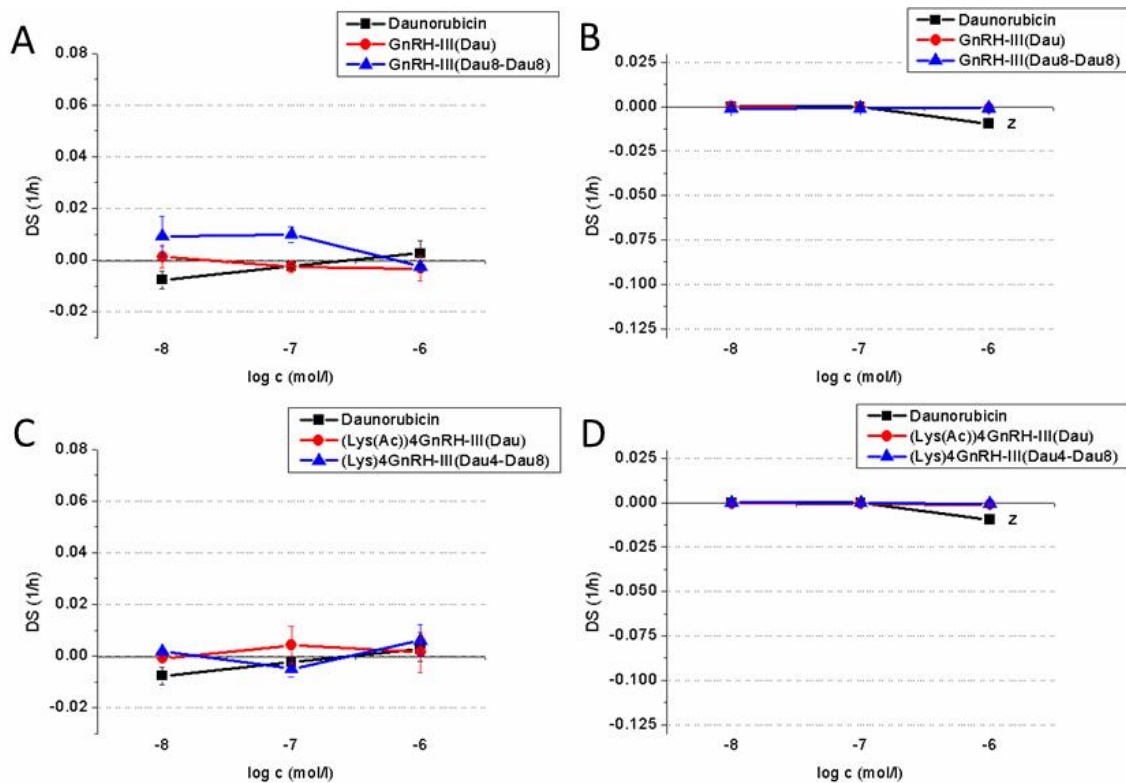 A
Daunorubicin
GnRH-III(Dau)
GnRH-III(Dau8-Dau8)
0.08
0.06
0.04
0.02
0.00
-0.02
DS (1/h)
-8
-7
-6
log c (mol/l)
B
Daunorubicin
GnRH-III(Dau)
GnRH-III(Dau8-Dau8)
0.025
0.000
-0.025
-0.050
-0.075
-0.100
-0.125
DS (1/h)
z
-8
-7
-6
log c (mol/l)
C
Daunorubicin
(Lys(Ac))4GnRH-III(Dau)
(Lys)4GnRH-III(Dau4-Dau8)
0.08
0.06
0.04
0.02
0.00
-0.02
DS (1/h)
-8
-7
-6
log c (mol/l)
D
Daunorubicin
(Lys(Ac))4GnRH-III(Dau)
(Lys)4GnRH-III(Dau4-Dau8)
0.025
0.000
-0.025
-0.050
-0.075
-0.100
-0.125
DS (1/h)
z
-8
-7
-6
log c (mol/l)